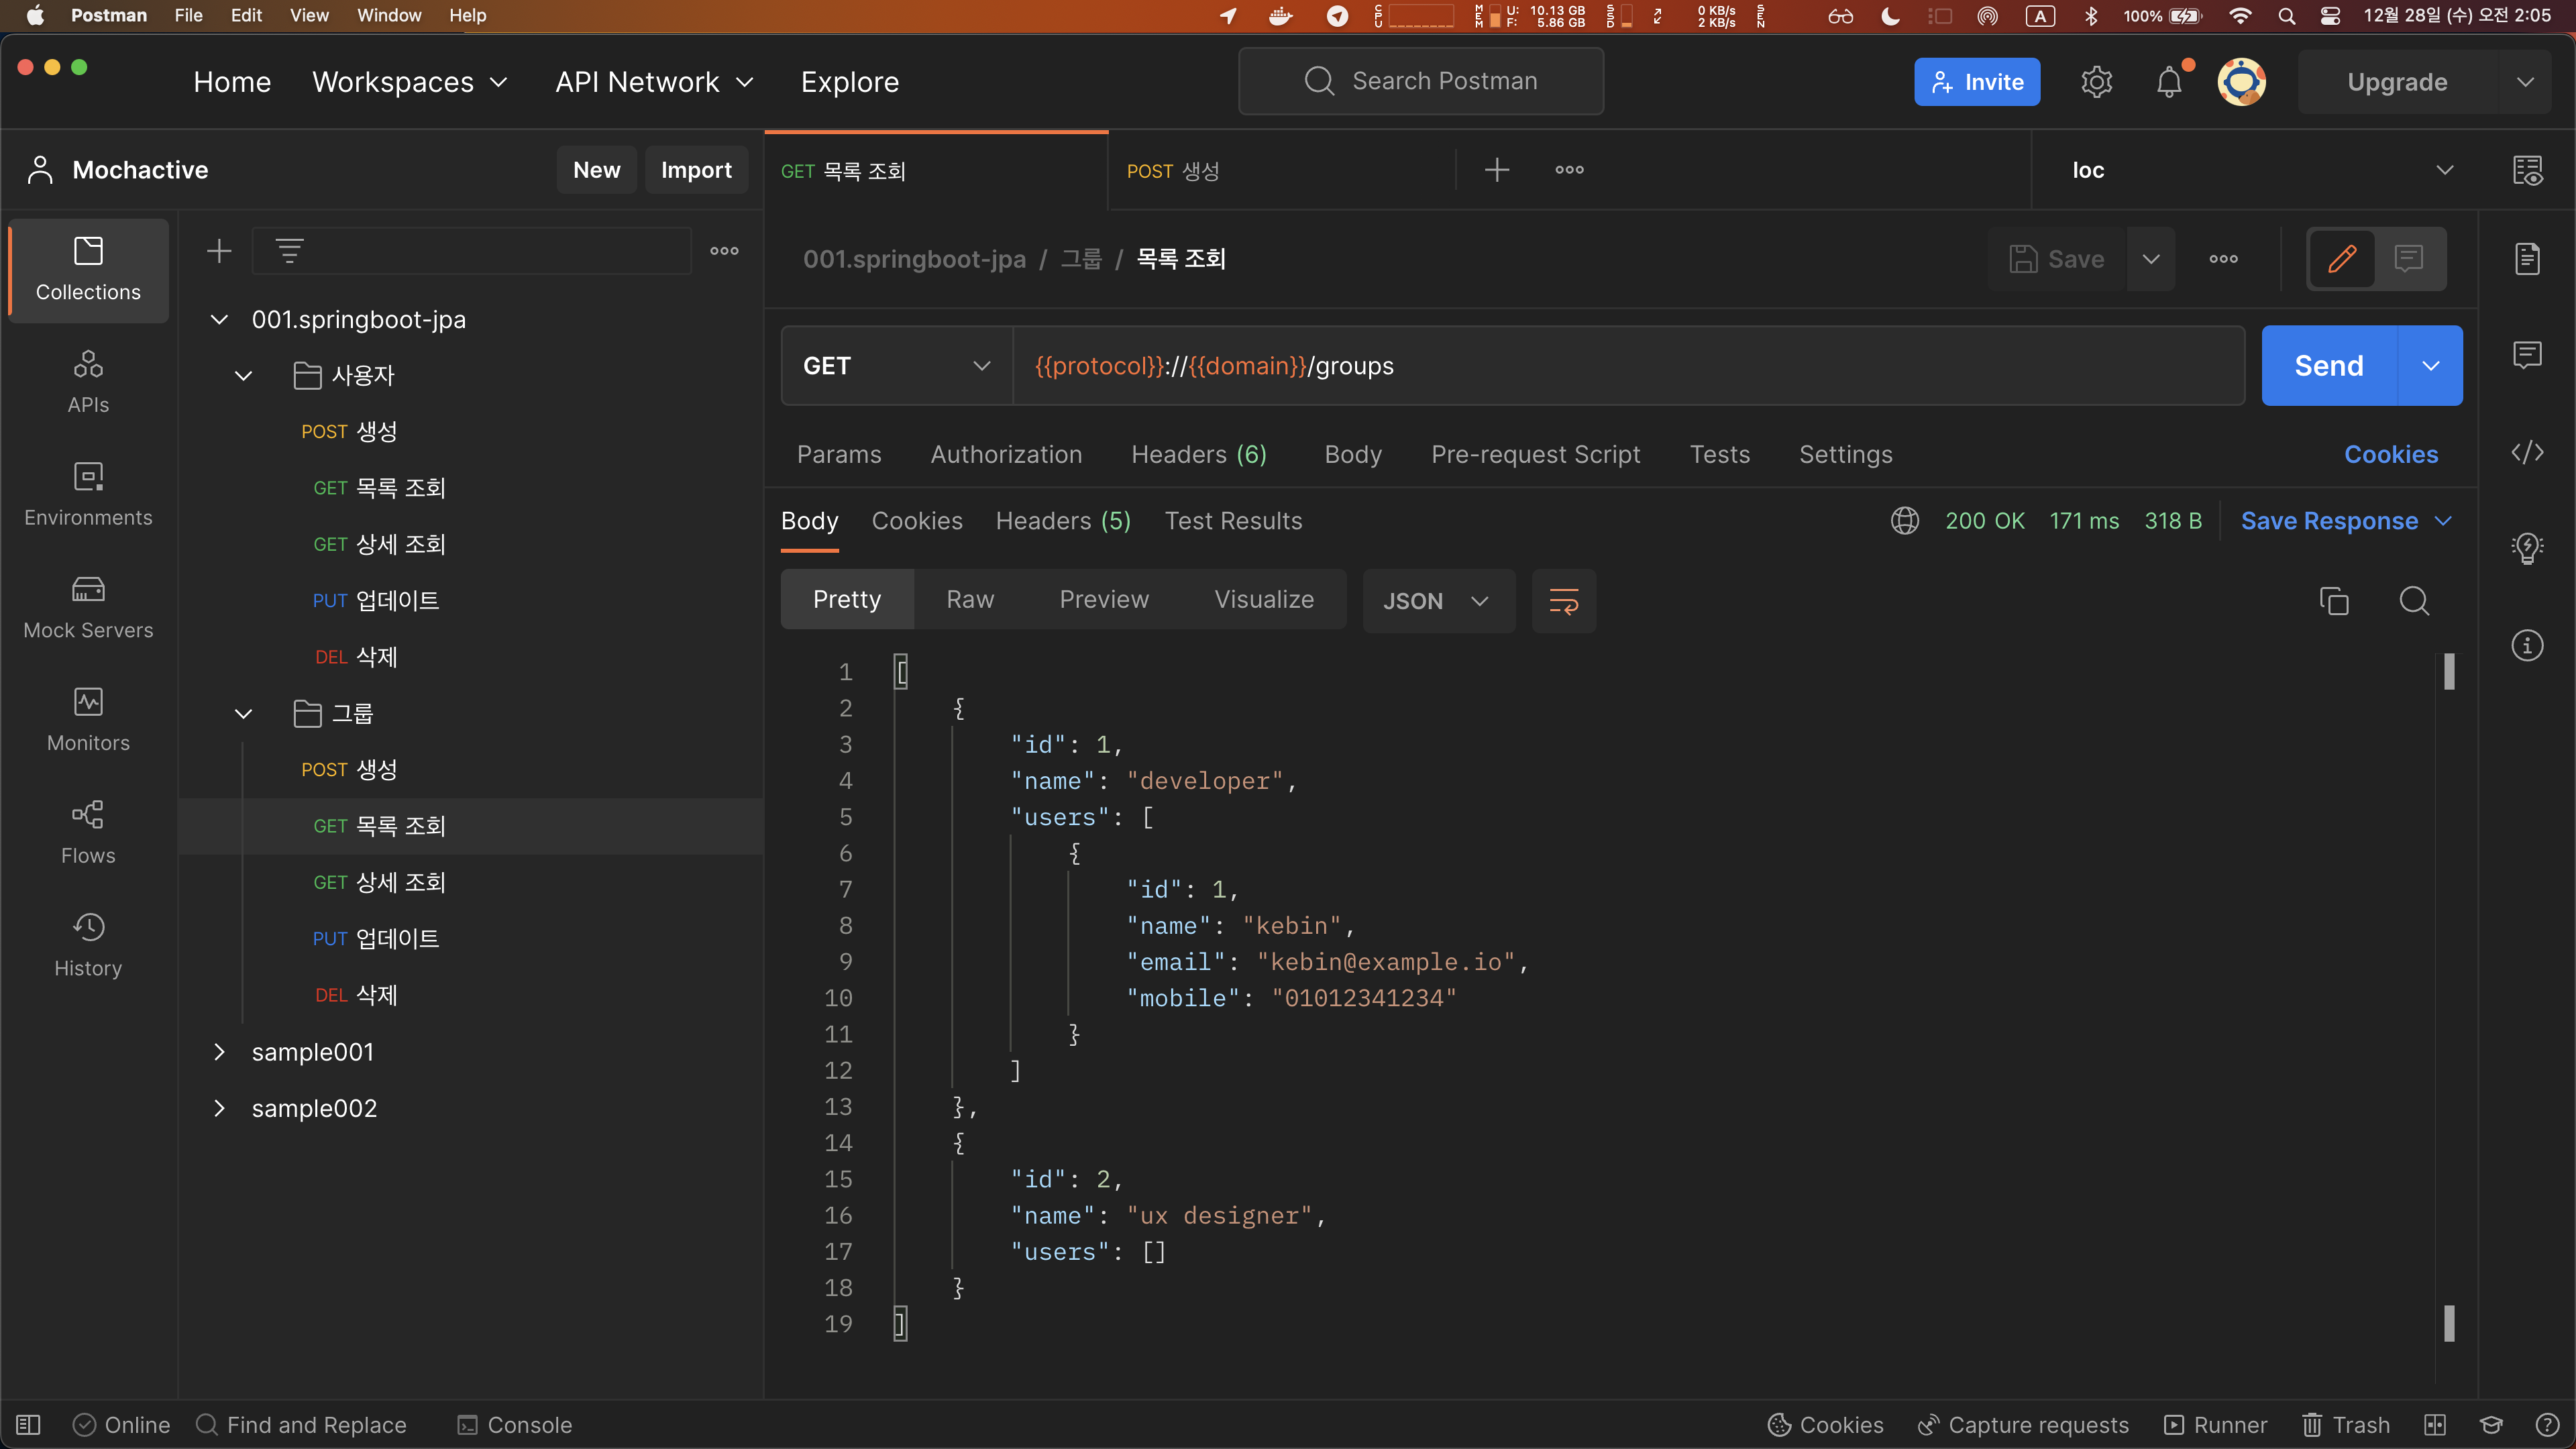 Postman File Edit View Window Help
CPU MEM U: 10.13 GB F: 5.86 GB SSD 0 KB/s 2 KB/s SEN A 100% 12월 28일 (수) 오전 2:05
Home Workspaces API Network Explore Search Postman Invite Upgrade
Mochactive New Import GET 목록 조회 POST 생성 loc
Collections
APIs
Environments
Mock Servers
Monitors
Flows
History
001.springboot-jpa
사용자
POST 생성
GET 목록 조회
GET 상세 조회
PUT 업데이트
DEL 삭제
그룹
POST 생성
GET 목록 조회
GET 상세 조회
PUT 업데이트
DEL 삭제
sample001
sample002
001.springboot-jpa / 그룹 / 목록 조회 Save
GET {{protocol}}://{{domain}}/groups Send
Params Authorization Headers (6) Body Pre-request Script Tests Settings Cookies
Body Cookies Headers (5) Test Results 200 OK 171 ms 318 B Save Response
Pretty Raw Preview Visualize JSON
1 [
2 {
3 "id": 1,
4 "name": "developer",
5 "users": [
6 {
7 "id": 1,
8 "name": "kebin",
9 "email": "kebin@example.io",
10 "mobile": "01012341234"
11 }
12 ]
13 },
14 {
15 "id": 2,
16 "name": "ux designer",
17 "users": []
18 }
19 ]
Online Find and Replace Console Cookies Capture requests Runner Trash